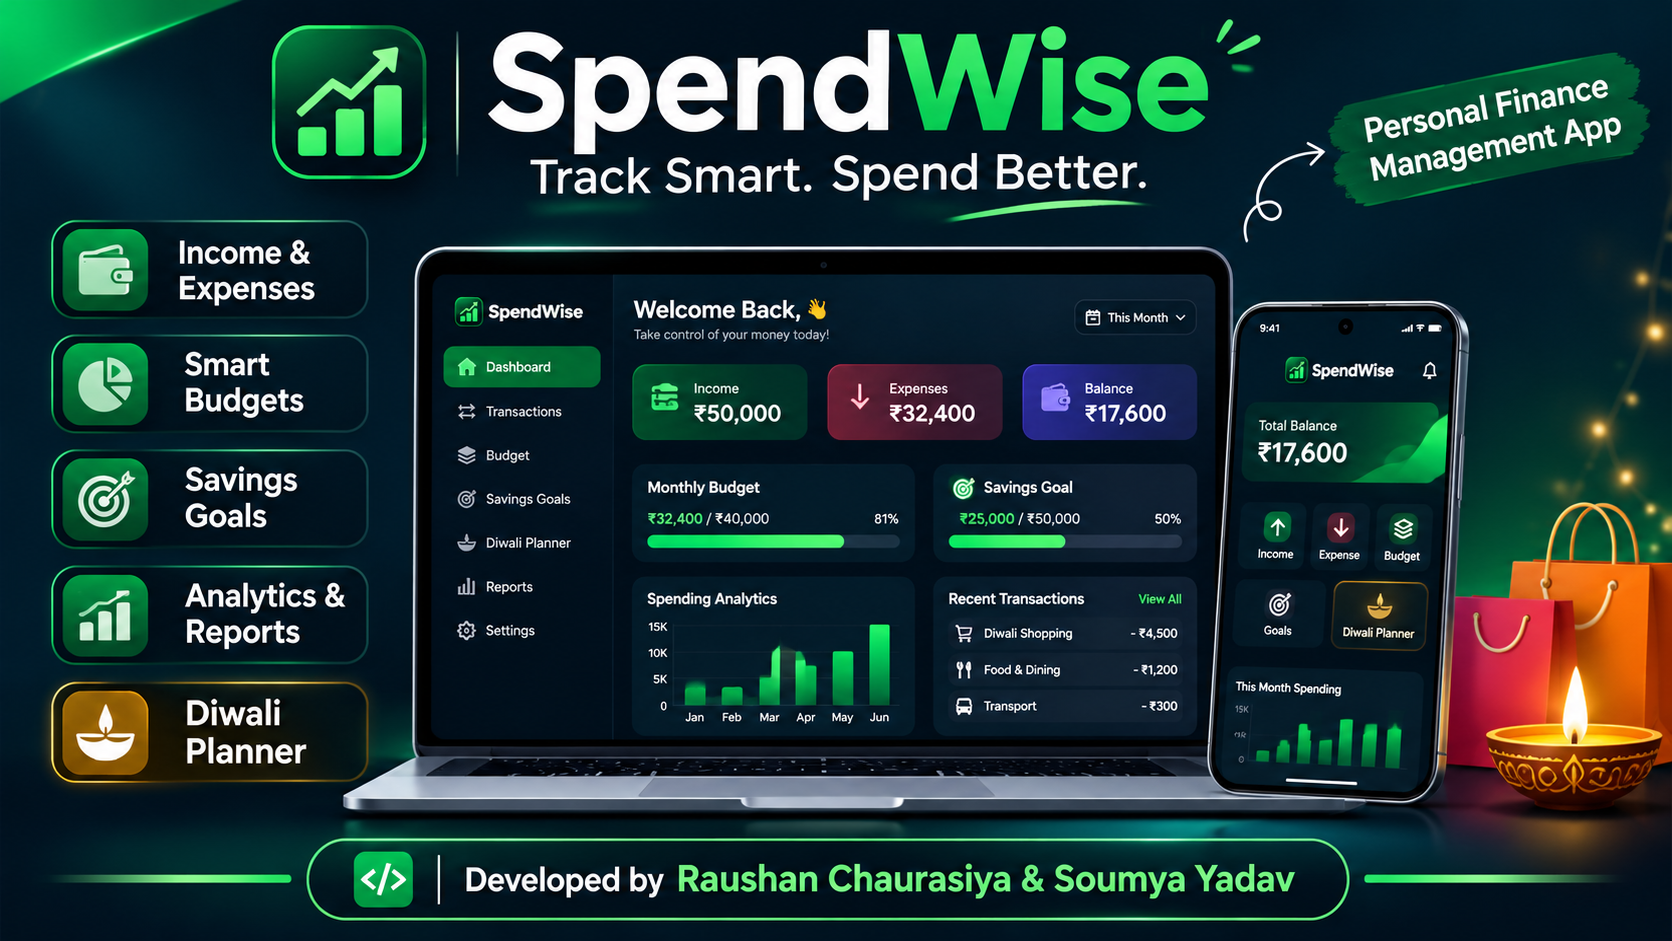 SpendWise
Track Smart. Spend Better.
Personal Finance
Management App
Income &
Expenses
Smart
Budgets
Savings
Goals
Analytics &
Reports
Diwali
Planner
SpendWise
Dashboard
Transactions
Budget
Savings Goals
Diwali Planner
Reports
Settings
Welcome Back, 👋
Take control of your money today!
This Month
Income
₹50,000
Expenses
₹32,400
Balance
₹17,600
Monthly Budget
₹32,400 / ₹40,000
81%
Savings Goal
₹25,000 / ₹50,000
50%
Spending Analytics
15K
10K
5K
0
Jan Feb Mar Apr May Jun
Recent Transactions
View All
Diwali Shopping - ₹4,500
Food & Dining - ₹1,200
Transport - ₹300
9:41
SpendWise
Total Balance
₹17,600
Income
Expense
Budget
Goals
Diwali Planner
This Month Spending
15K
0
</> Developed by Raushan Chaurasiya & Soumya Yadav